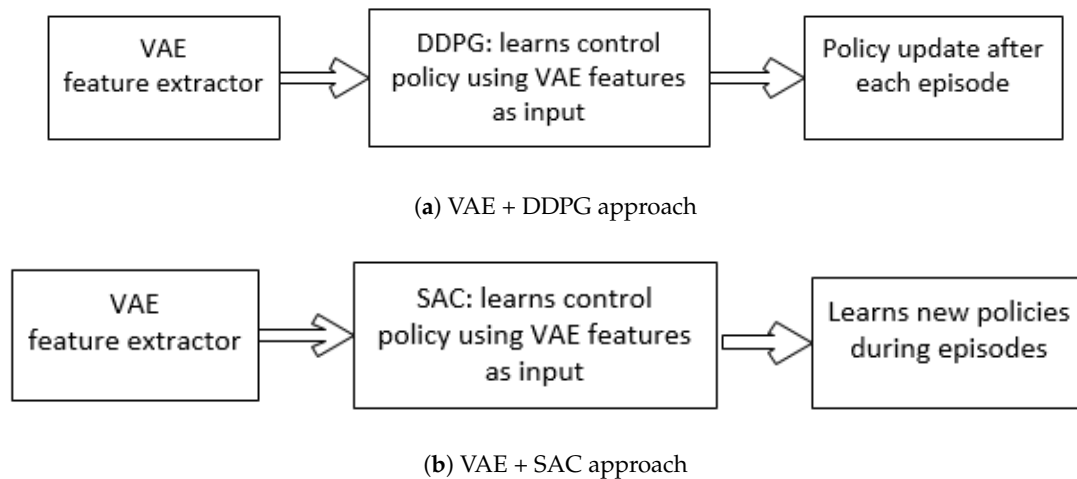 VAE
feature extractor
DDPG: learns control
policy using VAE features
as input
Policy update after
each episode
(a) VAE + DDPG approach
VAE
feature extractor
SAC: learns control
policy using VAE features
as input
Learns new policies
during episodes
(b) VAE + SAC approach